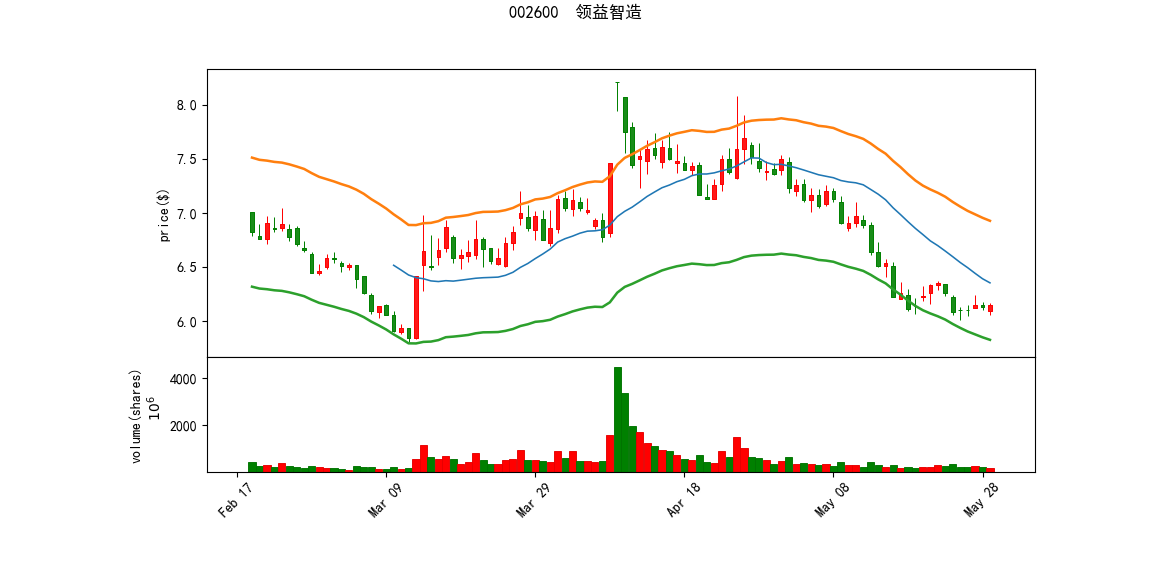 002600 领益智造
price($)
8.0
7.5
7.0
6.5
6.0
volume(shares)
10^6
4000
2000
Feb 17
Mar 09
Mar 29
Apr 18
May 08
May 28